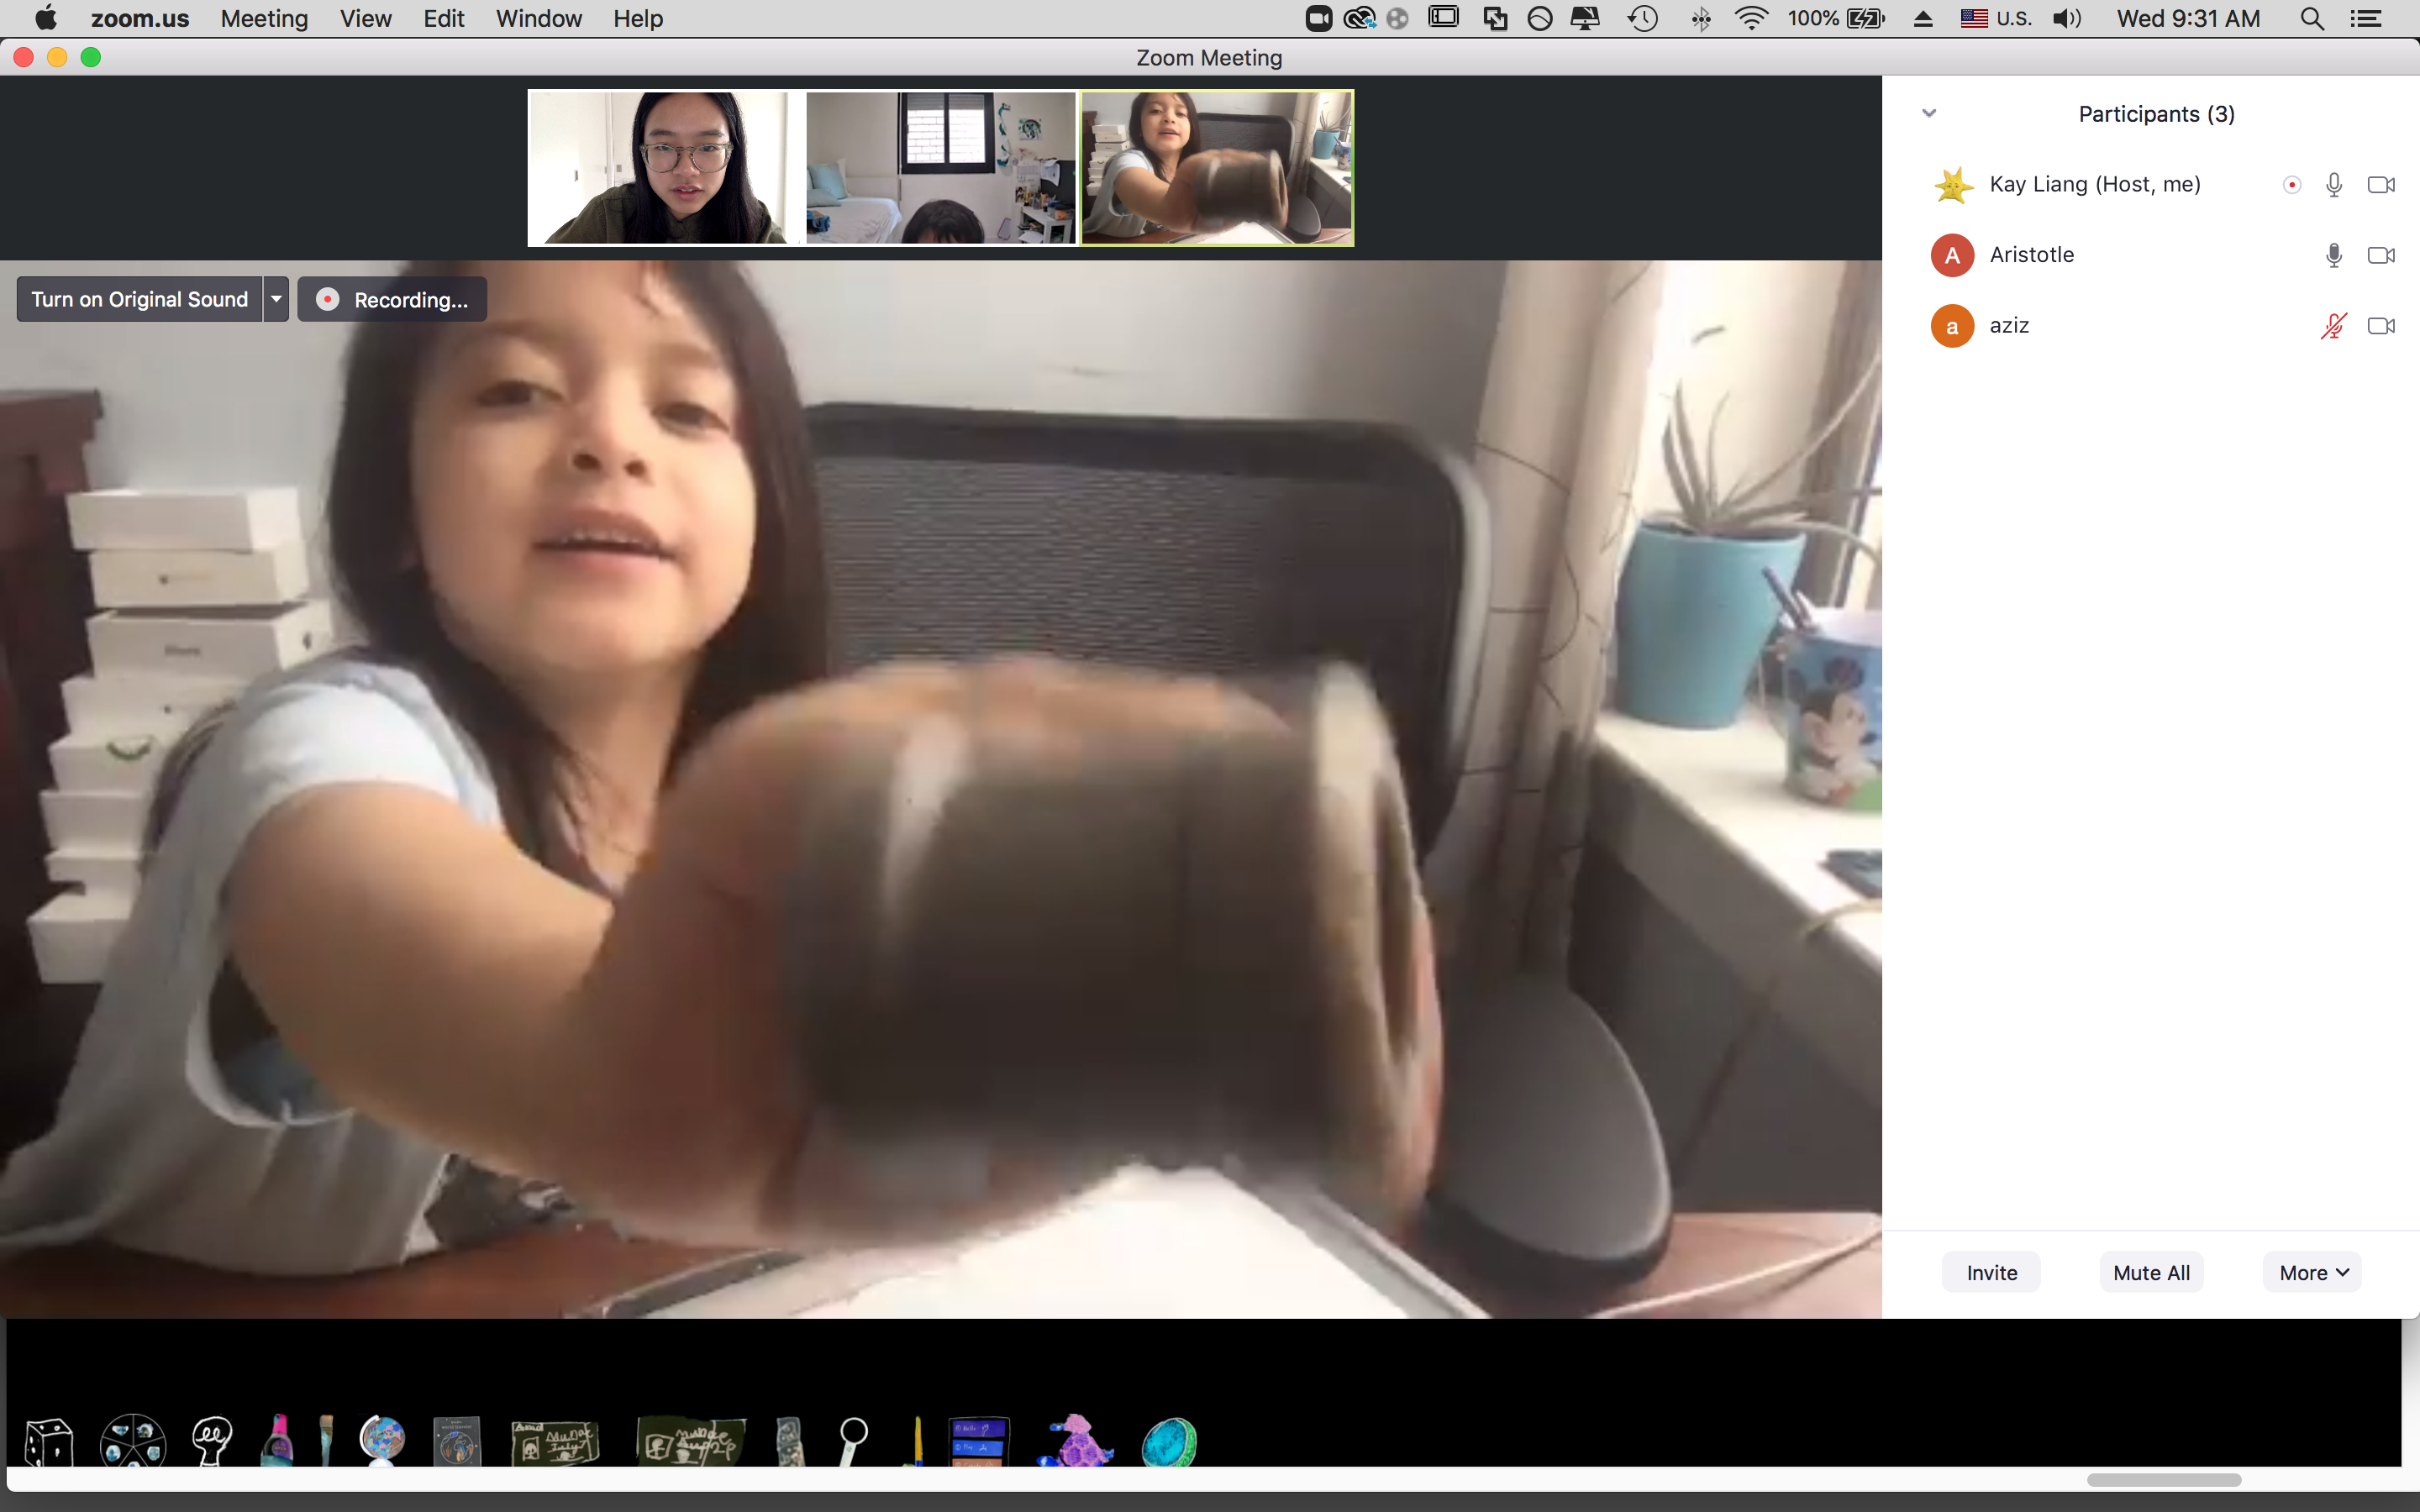 zoom.us Meeting View Edit Window Help 100% U.S. Wed 9:31 AM
Zoom Meeting
Participants (3)
Turn on Original Sound
Recording...
Kay Liang (Host, me)
A Aristotle
a aziz
Invite Mute All More